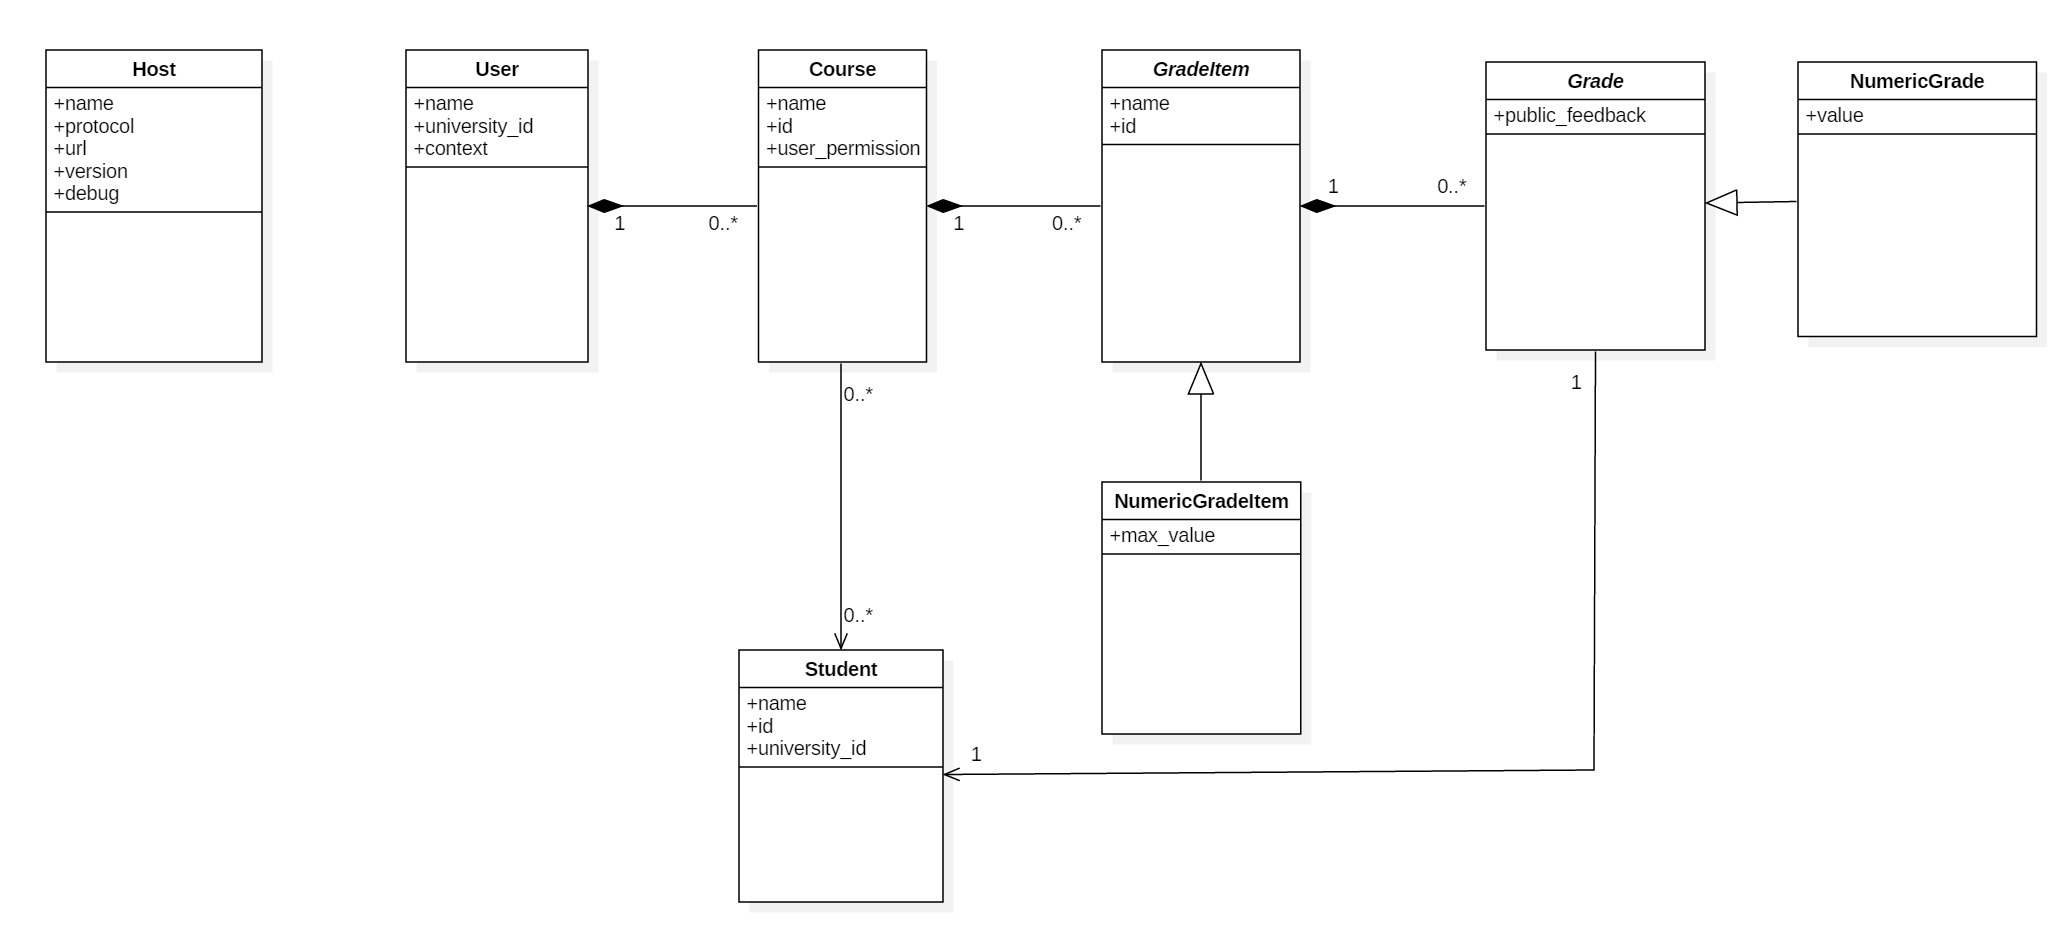 Host
+name
+protocol
+url
+version
+debug
User
+name
+university_id
+context
1
0..*
Course
+name
+id
+user_permission
1
0..*
GradeItem
+name
+id
1
0..*
Grade
+public_feedback
NumericGrade
+value
0..*
0..*
1
NumericGradeItem
+max_value
Student
+name
+id
+university_id
1